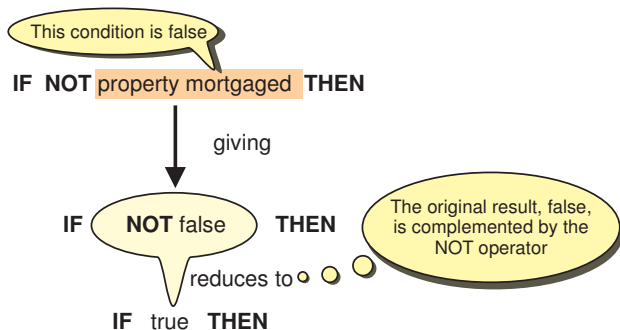 This condition is false
IF NOT property mortgaged THEN
giving
IF NOT false THEN
The original result, false,
is complemented by the
NOT operator
reduces to
IF true THEN